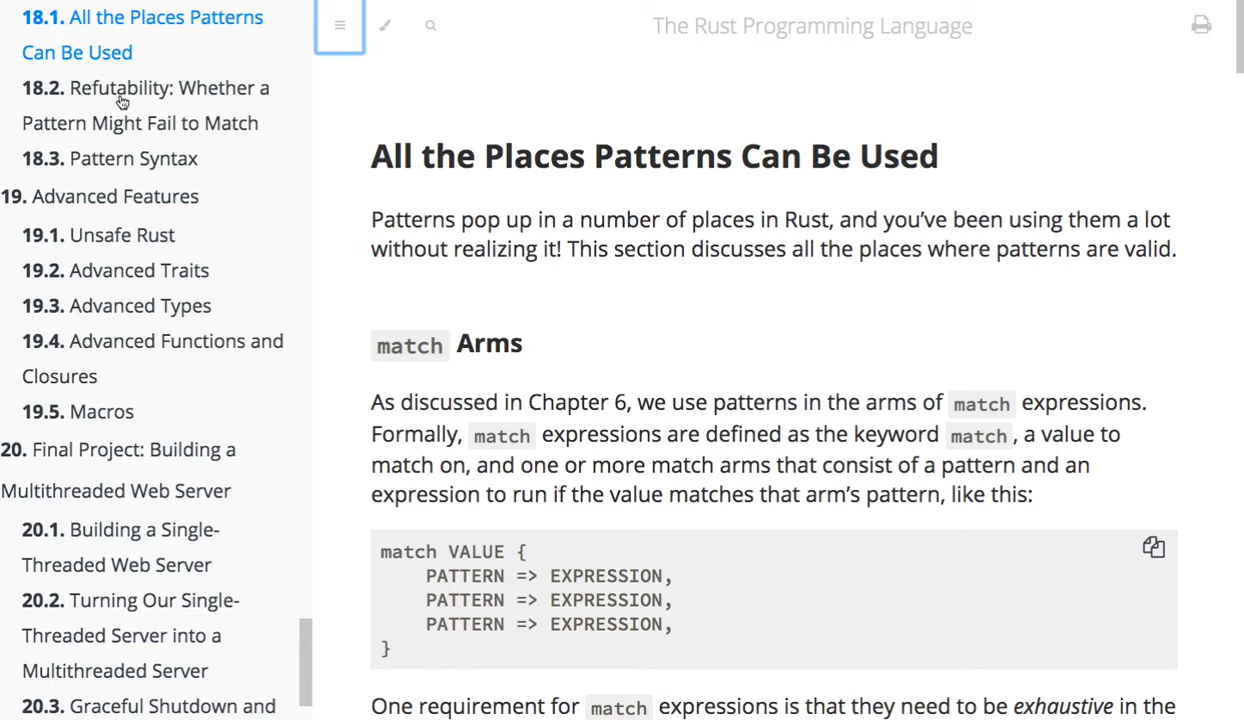 18.1. All the Places Patterns
Can Be Used
18.2. Refutability: Whether a
Pattern Might Fail to Match
18.3. Pattern Syntax
19. Advanced Features
19.1. Unsafe Rust
19.2. Advanced Traits
19.3. Advanced Types
19.4. Advanced Functions and
Closures
19.5. Macros
20. Final Project: Building a
Multithreaded Web Server
20.1. Building a Single-
Threaded Web Server
20.2. Turning Our Single-
Threaded Server into a
Multithreaded Server
20.3. Graceful Shutdown and
The Rust Programming Language
All the Places Patterns Can Be Used
Patterns pop up in a number of places in Rust, and you’ve been using them a lot
without realizing it! This section discusses all the places where patterns are valid.
match Arms
As discussed in Chapter 6, we use patterns in the arms of match expressions.
Formally, match expressions are defined as the keyword match, a value to
match on, and one or more match arms that consist of a pattern and an
expression to run if the value matches that arm’s pattern, like this:
match VALUE {
    PATTERN => EXPRESSION,
    PATTERN => EXPRESSION,
    PATTERN => EXPRESSION,
}
One requirement for match expressions is that they need to be exhaustive in the